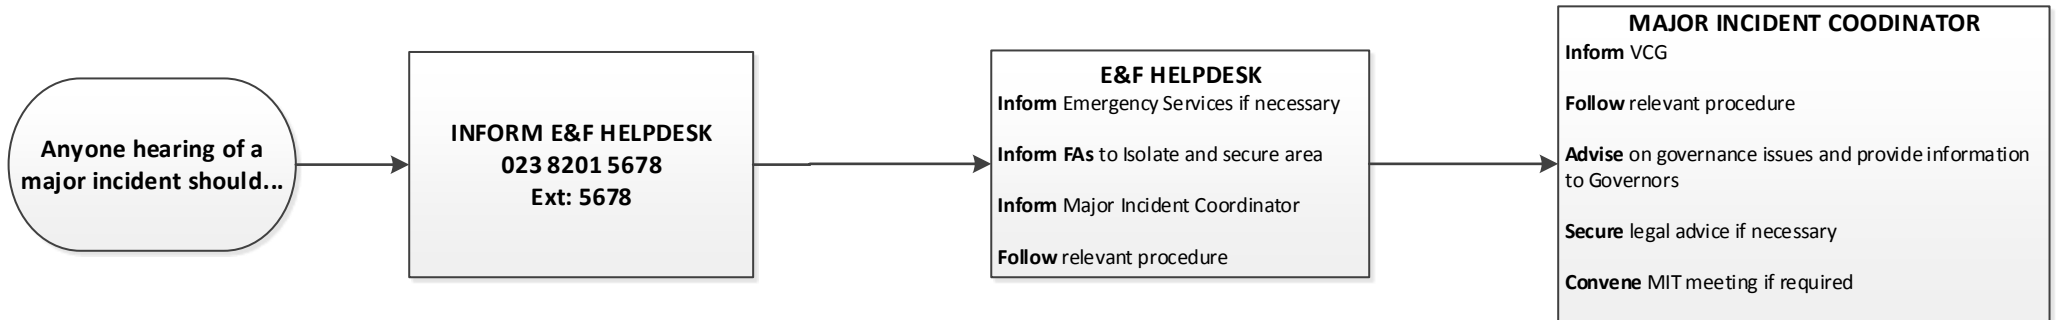 Anyone hearing of a
major incident should...
INFORM E&F HELPDESK
023 8201 5678
Ext: 5678
E&F HELPDESK
Inform Emergency Services if necessary
Inform FAs to Isolate and secure area
Inform Major Incident Coordinator
Follow relevant procedure
MAJOR INCIDENT COODINATOR
Inform VCG
Follow relevant procedure
Advise on governance issues and provide information
to Governors
Secure legal advice if necessary
Convene MIT meeting if required